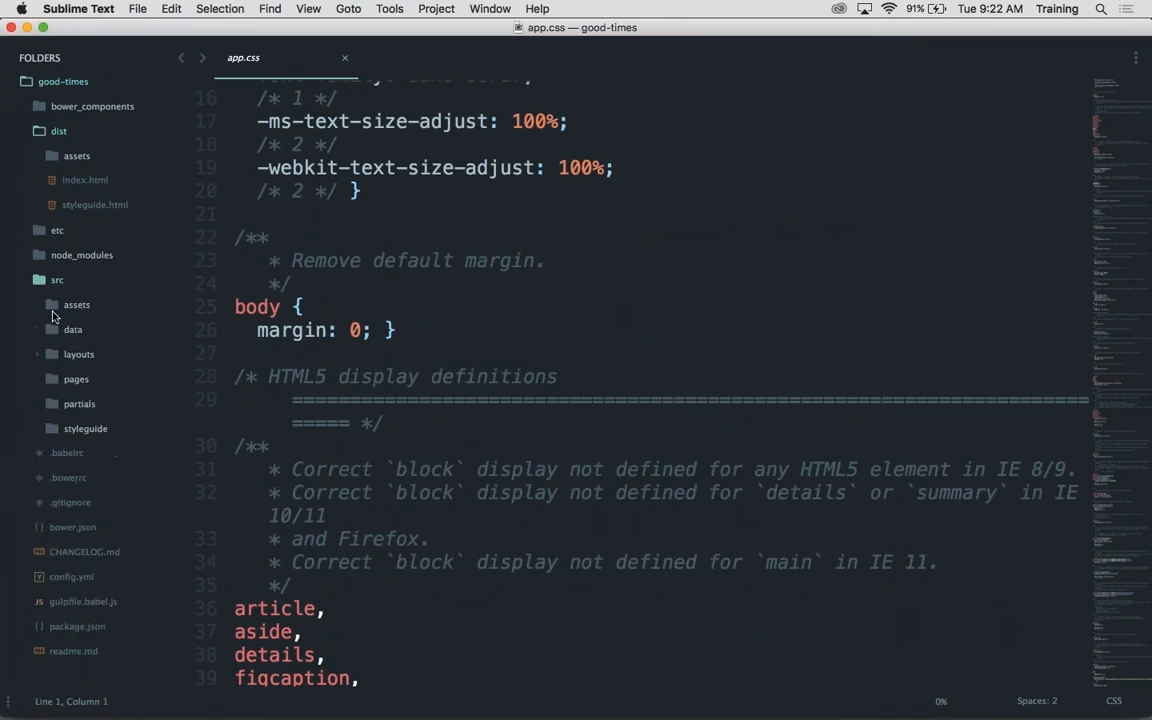 Sublime Text File Edit Selection Find View Goto Tools Project Window Help 91% Tue 9:22 AM Training
app.css — good-times
FOLDERS
good-times
bower_components
dist
assets
index.html
styleguide.html
etc
node_modules
src
assets
data
layouts
pages
partials
styleguide
.babelrc
.bowerrc
.gitignore
bower.json
CHANGELOG.md
config.yml
gulpfile.babel.js
package.json
readme.md
app.css
16 /* 1 */
17 -ms-text-size-adjust: 100%;
18 /* 2 */
19 -webkit-text-size-adjust: 100%;
20 /* 2 */ }
21
22 /**
23 * Remove default margin.
24 */
25 body {
26 margin: 0; }
27
28 /* HTML5 display definitions
29 =====================================================================
===== */
30 /**
31 * Correct `block` display not defined for any HTML5 element in IE 8/9.
32 * Correct `block` display not defined for `details` or `summary` in IE
10/11
33 * and Firefox.
34 * Correct `block` display not defined for `main` in IE 11.
35 */
36 article,
37 aside,
38 details,
39 figcaption,
Line 1, Column 1 0% Spaces: 2 CSS